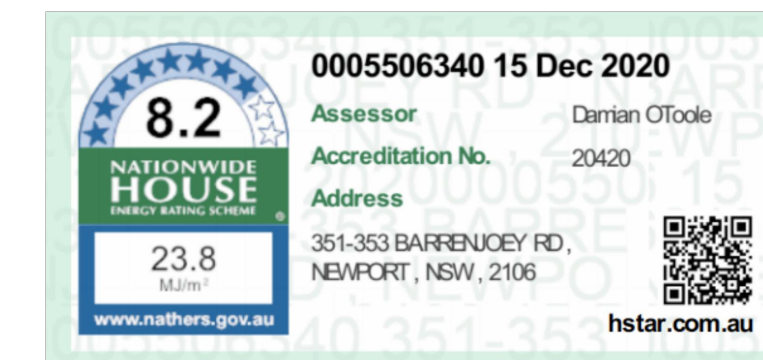 8.2
NATIONWIDE
HOUSE
ENERGY RATING SCHEME ®
23.8
MJ/m²
www.nathers.gov.au
0005506340 15 Dec 2020
Assessor Damian OToole
Accreditation No. 20420
Address
351-353 BARRENJOEY RD ,
NEWPORT , NSW , 2106
hstar.com.au